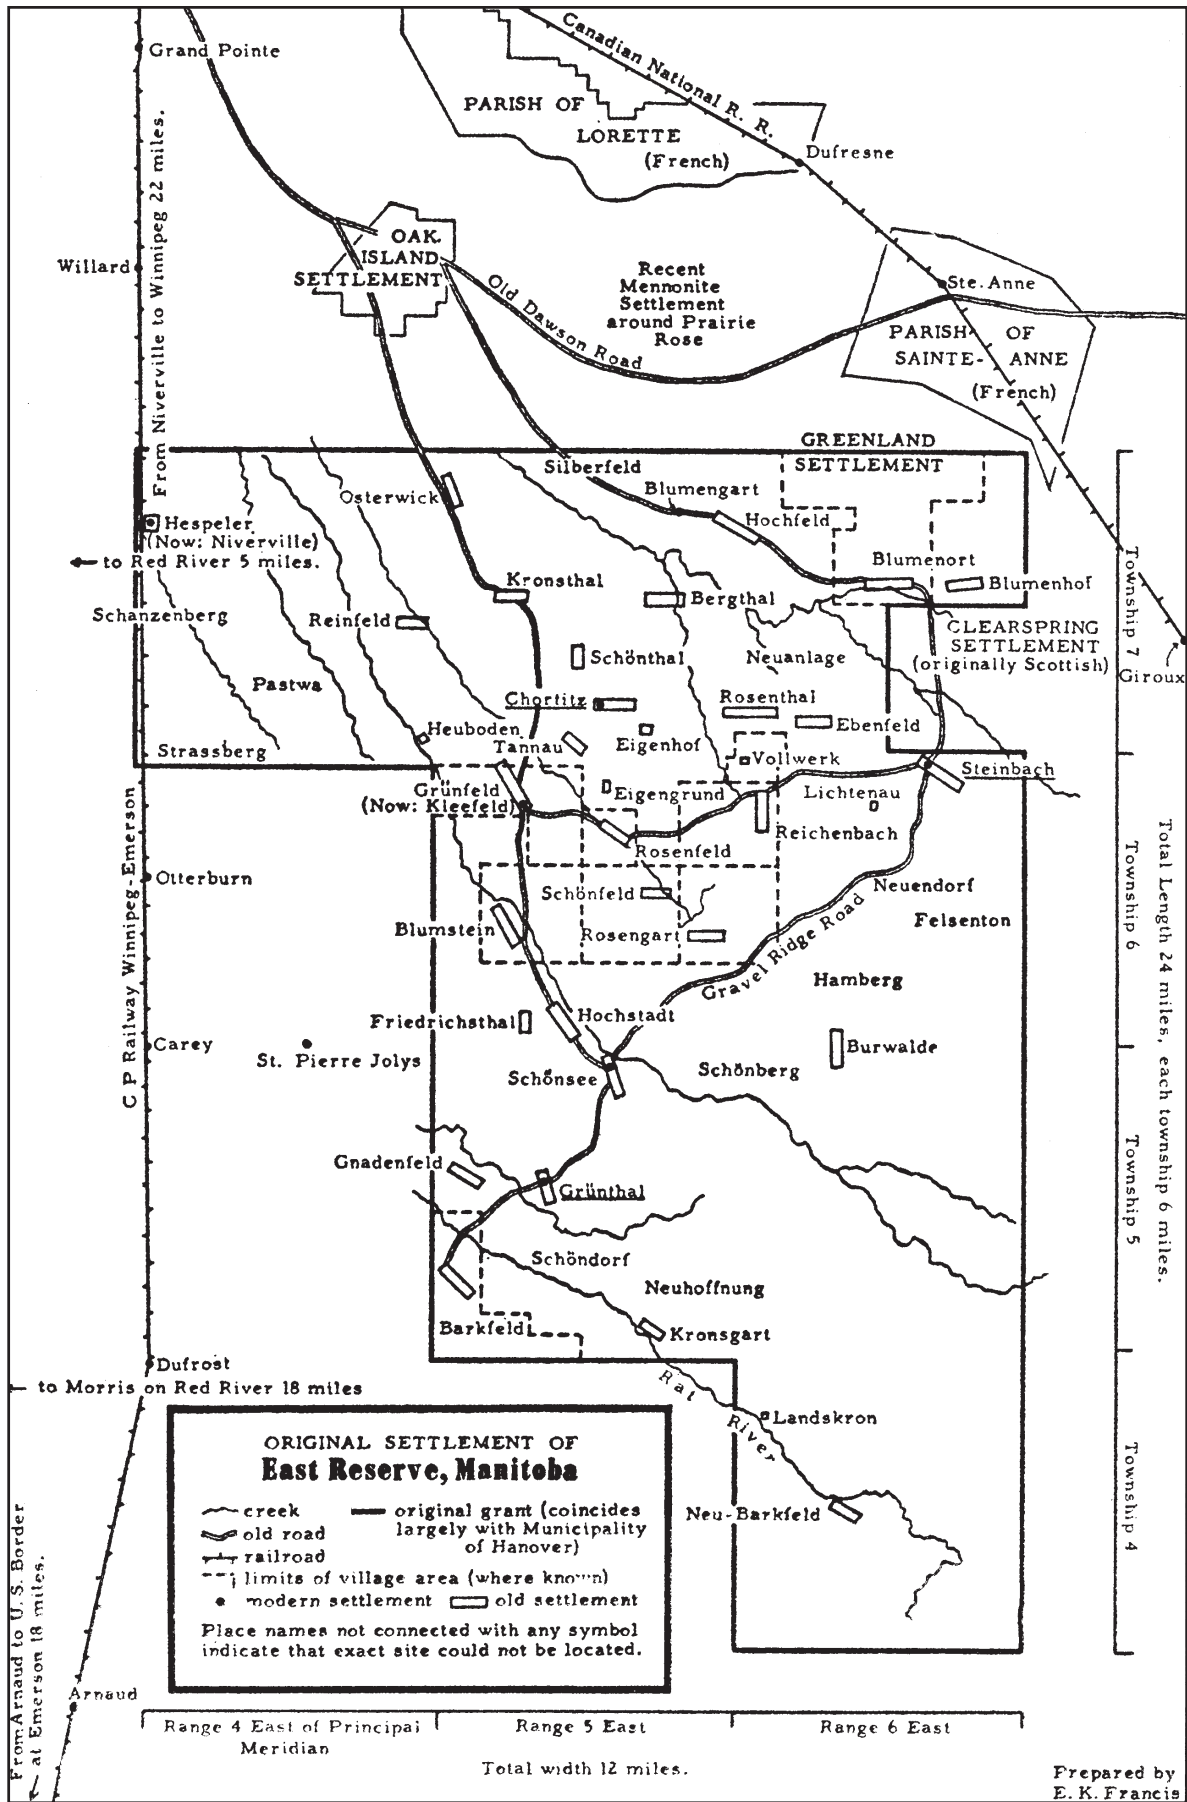 Grand Pointe
Canadian National R. R.
PARISH OF
LORETTE
(French)
Dufresne
From Niverville to Winnipeg 22 miles.
Willard
OAK
ISLAND
SETTLEMENT
Old Dawson Road
Recent
Mennonite
Settlement
around Prairie
Rose
Ste. Anne
PARISH OF
SAINTE- ANNE
(French)
GREENLAND
SETTLEMENT
Silberfeld
Osterwick
Blumengart
Hochfeld
Hespeler
(Now: Niverville)
to Red River 5 miles.
Blumenort
Blumenhof
Kronsthal
Bergthal
Schanzenberg
Reinfeld
CLEARSPRING
SETTLEMENT
(originally Scottish)
Giroux
Township 7
Schönthal
Neuanlage
Pastwa
Chortitz
Rosenthal
Ebenfeld
Heuboden
Tannau
Eigenhof
Strassberg
Vollwerk
Steinbach
Grünfeld
(Now: Kleefeld)
Eigengrund
Lichtenau
Reichenbach
Rosenfeld
C P Railway Winnipeg-Emerson
Otterburn
Schönfeld
Neuendorf
Township 6
Total Length 24 miles, each township 6 miles.
Blumstein
Rosengart
Felsenton
Gravel Ridge Road
Hamberg
Friedrichsthal
Hochstadt
Carey
St. Pierre Jolys
Burwalde
Schönsee
Schönberg
Gnadenfeld
Grünthal
Township 5
Schöndorf
Neuhoffnung
Barkfeld
Kronsgart
Dufrost
to Morris on Red River 18 miles
Rat River
Landskron
Neu-Barkfeld
Township 4
ORIGINAL SETTLEMENT OF
East Reserve, Manitoba
creek
old road
railroad
original grant (coincides
largely with Municipality
of Hanover)
limits of village area (where known)
modern settlement
old settlement
Place names not connected with any symbol
indicate that exact site could not be located.
From Arnaud to U. S. Border
at Emerson 18 miles.
Arnaud
Range 4 East of Principal
Meridian
Range 5 East
Range 6 East
Total width 12 miles.
Prepared by
E. K. Francis